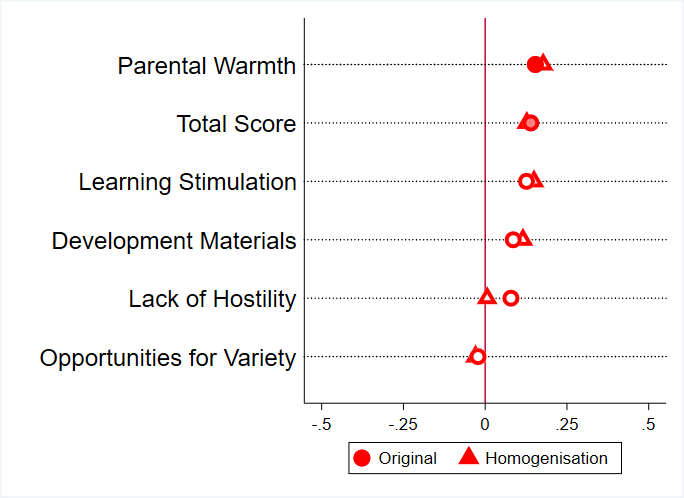 Parental Warmth
Total Score
Learning Stimulation
Development Materials
Lack of Hostility
Opportunities for Variety
-.5 -.25 0 .25 .5
Original Homogenisation